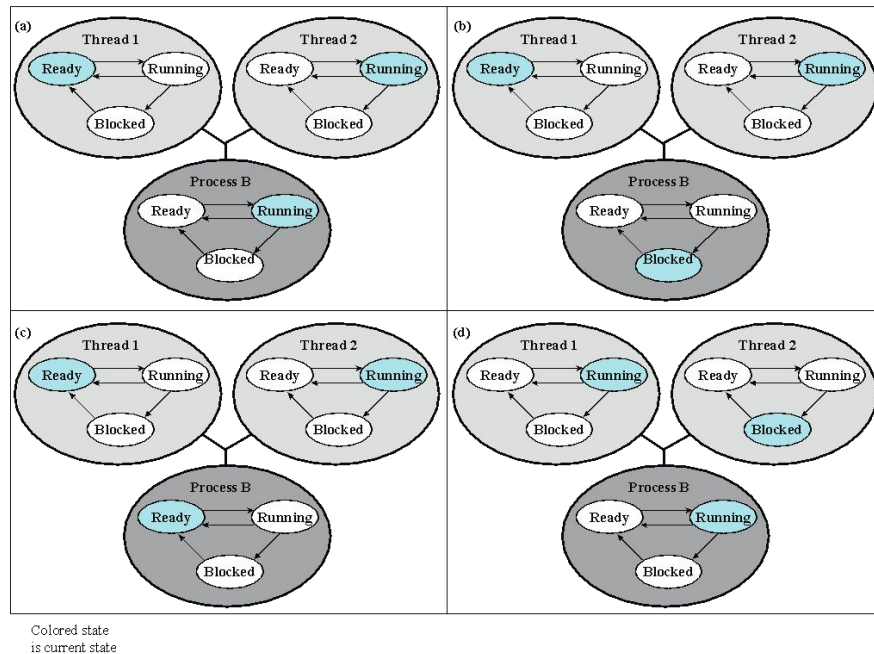 (a)
Thread 1
Ready
Running
Blocked
Thread 2
Ready
Running
Blocked
Process B
Ready
Running
Blocked
(b)
Thread 1
Ready
Running
Blocked
Thread 2
Ready
Running
Blocked
Process B
Ready
Running
Blocked
(c)
Thread 1
Ready
Running
Blocked
Thread 2
Ready
Running
Blocked
Process B
Ready
Running
Blocked
(d)
Thread 1
Ready
Running
Blocked
Thread 2
Ready
Running
Blocked
Process B
Ready
Running
Blocked
Colored state
is current state